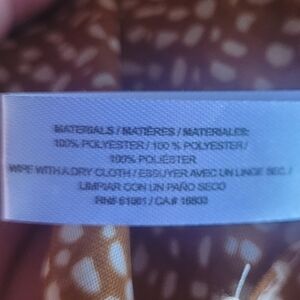 MATERIALS / MATIÈRES / MATERIALES:
100% POLYESTER / 100 % POLYESTER /
100% POLIÉSTER
WIPE WITH A DRY CLOTH / ESSUYER AVEC UN LINGE SEC /
LIMPIAR CON UN PAÑO SECO
RN# 61961 / CA# 16833